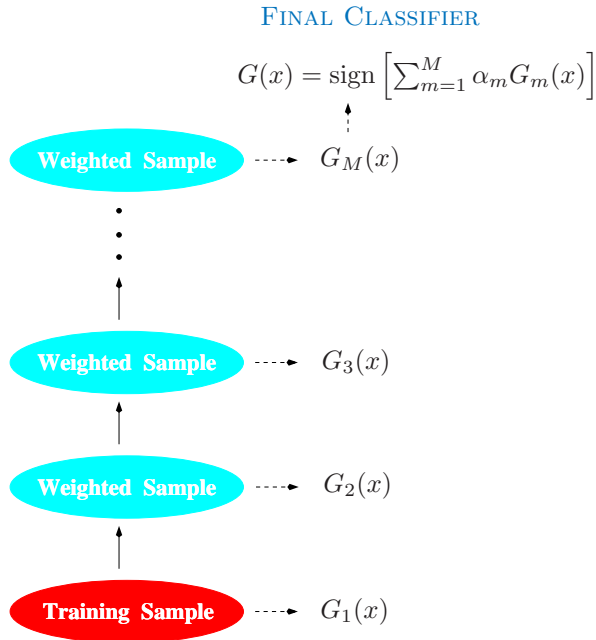 FINAL CLASSIFIER
G(x) = sign [∑_{m=1}^{M} α_m G_m(x)]
Weighted Sample G_M(x)
Weighted Sample G_3(x)
Weighted Sample G_2(x)
Training Sample G_1(x)